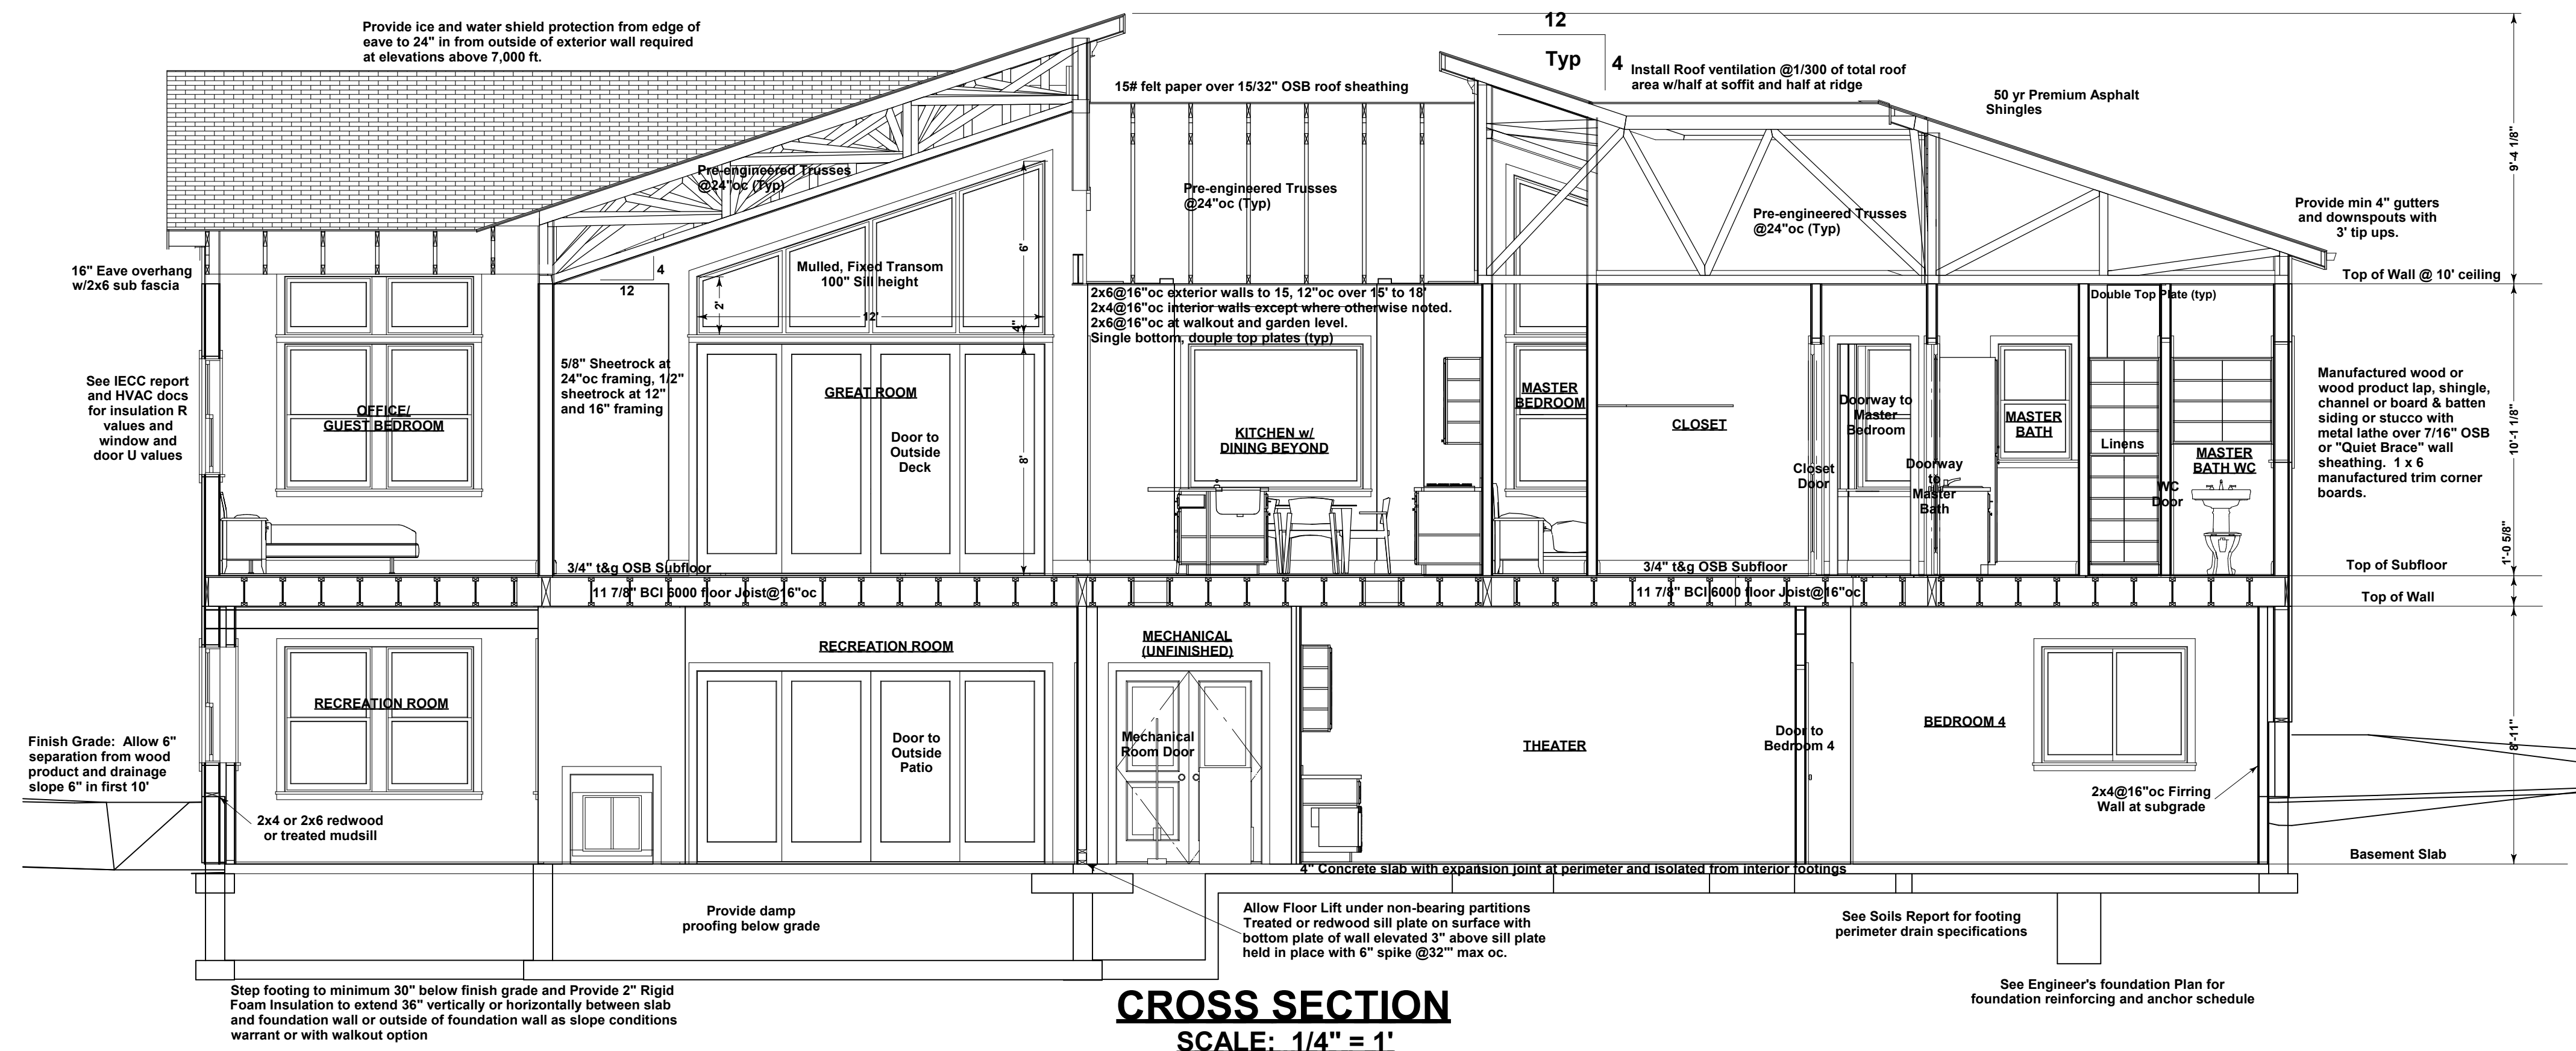 Provide ice and water shield protection from edge of
eave to 24" in from outside of exterior wall required
at elevations above 7,000 ft.
12
Typ
4
Install Roof ventilation @1/300 of total roof
area w/half at soffit and half at ridge
15# felt paper over 15/32" OSB roof sheathing
50 yr Premium Asphalt
Shingles
9'-4 1/8"
Pre-engineered Trusses
@24"oc (Typ)
Pre-engineered Trusses
@24"oc (Typ)
Pre-engineered Trusses
@24"oc (Typ)
Provide min 4" gutters
and downspouts with
3' tip ups.
16" Eave overhang
w/2x6 sub fascia
4
12
Mulled, Fixed Transom
100" Sill height
6'
2'
12'
4"
8'
Top of Wall @ 10' ceiling
Double Top Plate (typ)
2x6@16"oc exterior walls to 15, 12"oc over 15' to 18'
2x4@16"oc interior walls except where otherwise noted.
2x6@16"oc at walkout and garden level.
Single bottom, douple top plates (typ)
5/8" Sheetrock at
24"oc framing, 1/2"
sheetrock at 12"
and 16" framing
See IECC report
and HVAC docs
for insulation R
values and
window and
door U values
OFFICE/
GUEST BEDROOM
GREAT ROOM
Door to
Outside
Deck
KITCHEN w/
DINING BEYOND
MASTER
BEDROOM
CLOSET
Closet
Door
Doorway to
Master
Bedroom
Doorway
to
Master
Bath
MASTER
BATH
Linens
WC
Door
MASTER
BATH WC
Manufactured wood or
wood product lap, shingle,
channel or board & batten
siding or stucco with
metal lathe over 7/16" OSB
or "Quiet Brace" wall
sheathing. 1 x 6
manufactured trim corner
boards.
10'-1 1/8"
1'-0 5/8"
3/4" t&g OSB Subfloor
3/4" t&g OSB Subfloor
Top of Subfloor
11 7/8" BCI 6000 floor Joist@16"oc
11 7/8" BCI 6000 floor Joist@16"oc
Top of Wall
RECREATION ROOM
RECREATION ROOM
Door to
Outside
Patio
MECHANICAL
(UNFINISHED)
Mechanical
Room Door
THEATER
Door to
Bedroom 4
BEDROOM 4
8'-11"
Finish Grade: Allow 6"
separation from wood
product and drainage
slope 6" in first 10'
2x4 or 2x6 redwood
or treated mudsill
2x4@16"oc Firring
Wall at subgrade
Basement Slab
4" Concrete slab with expansion joint at perimeter and isolated from interior footings
Provide damp
proofing below grade
Allow Floor Lift under non-bearing partitions
Treated or redwood sill plate on surface with
bottom plate of wall elevated 3" above sill plate
held in place with 6" spike @32'" max oc.
See Soils Report for footing
perimeter drain specifications
See Engineer's foundation Plan for
foundation reinforcing and anchor schedule
Step footing to minimum 30" below finish grade and Provide 2" Rigid
Foam Insulation to extend 36" vertically or horizontally between slab
and foundation wall or outside of foundation wall as slope conditions
warrant or with walkout option
CROSS SECTION
SCALE: 1/4" = 1'